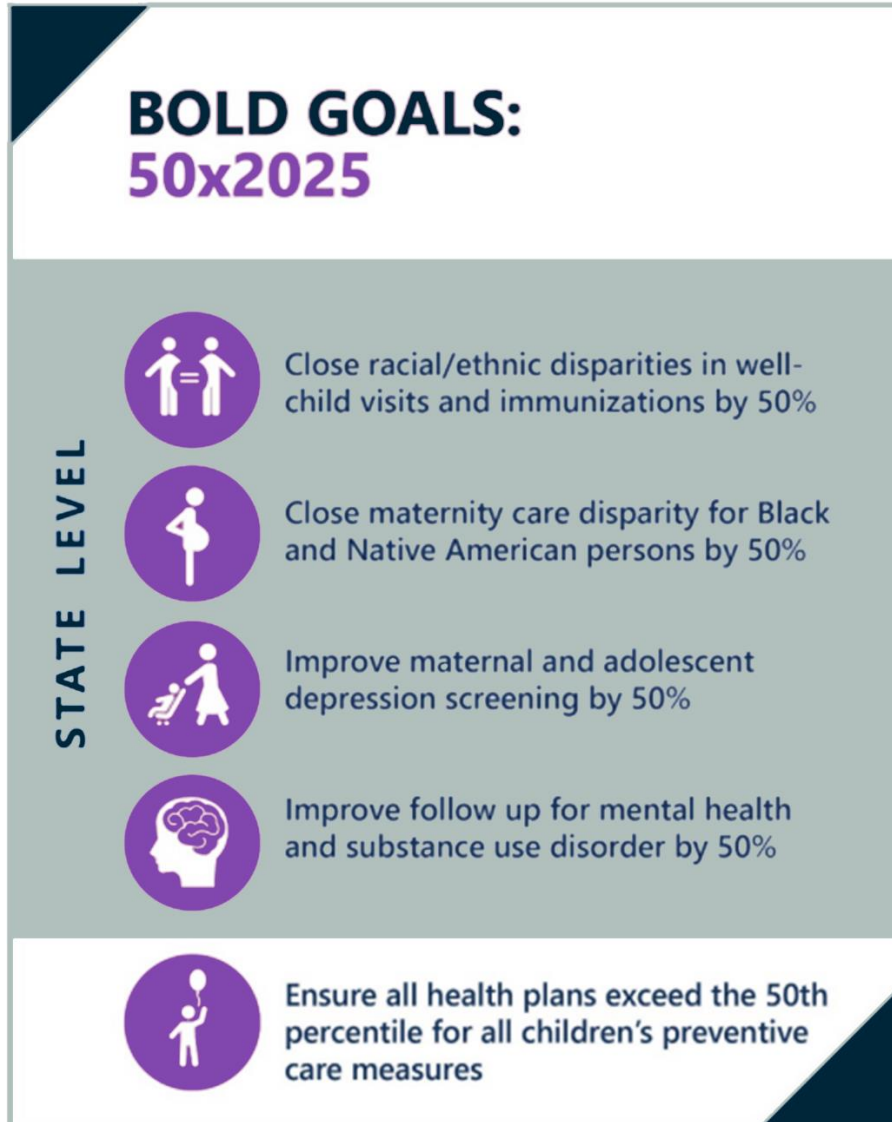 BOLD GOALS:
50x2025
STATE LEVEL
=
Close racial/ethnic disparities in well-
child visits and immunizations by 50%
Close maternity care disparity for Black
and Native American persons by 50%
Improve maternal and adolescent
depression screening by 50%
Improve follow up for mental health
and substance use disorder by 50%
Ensure all health plans exceed the 50th
percentile for all children’s preventive
care measures